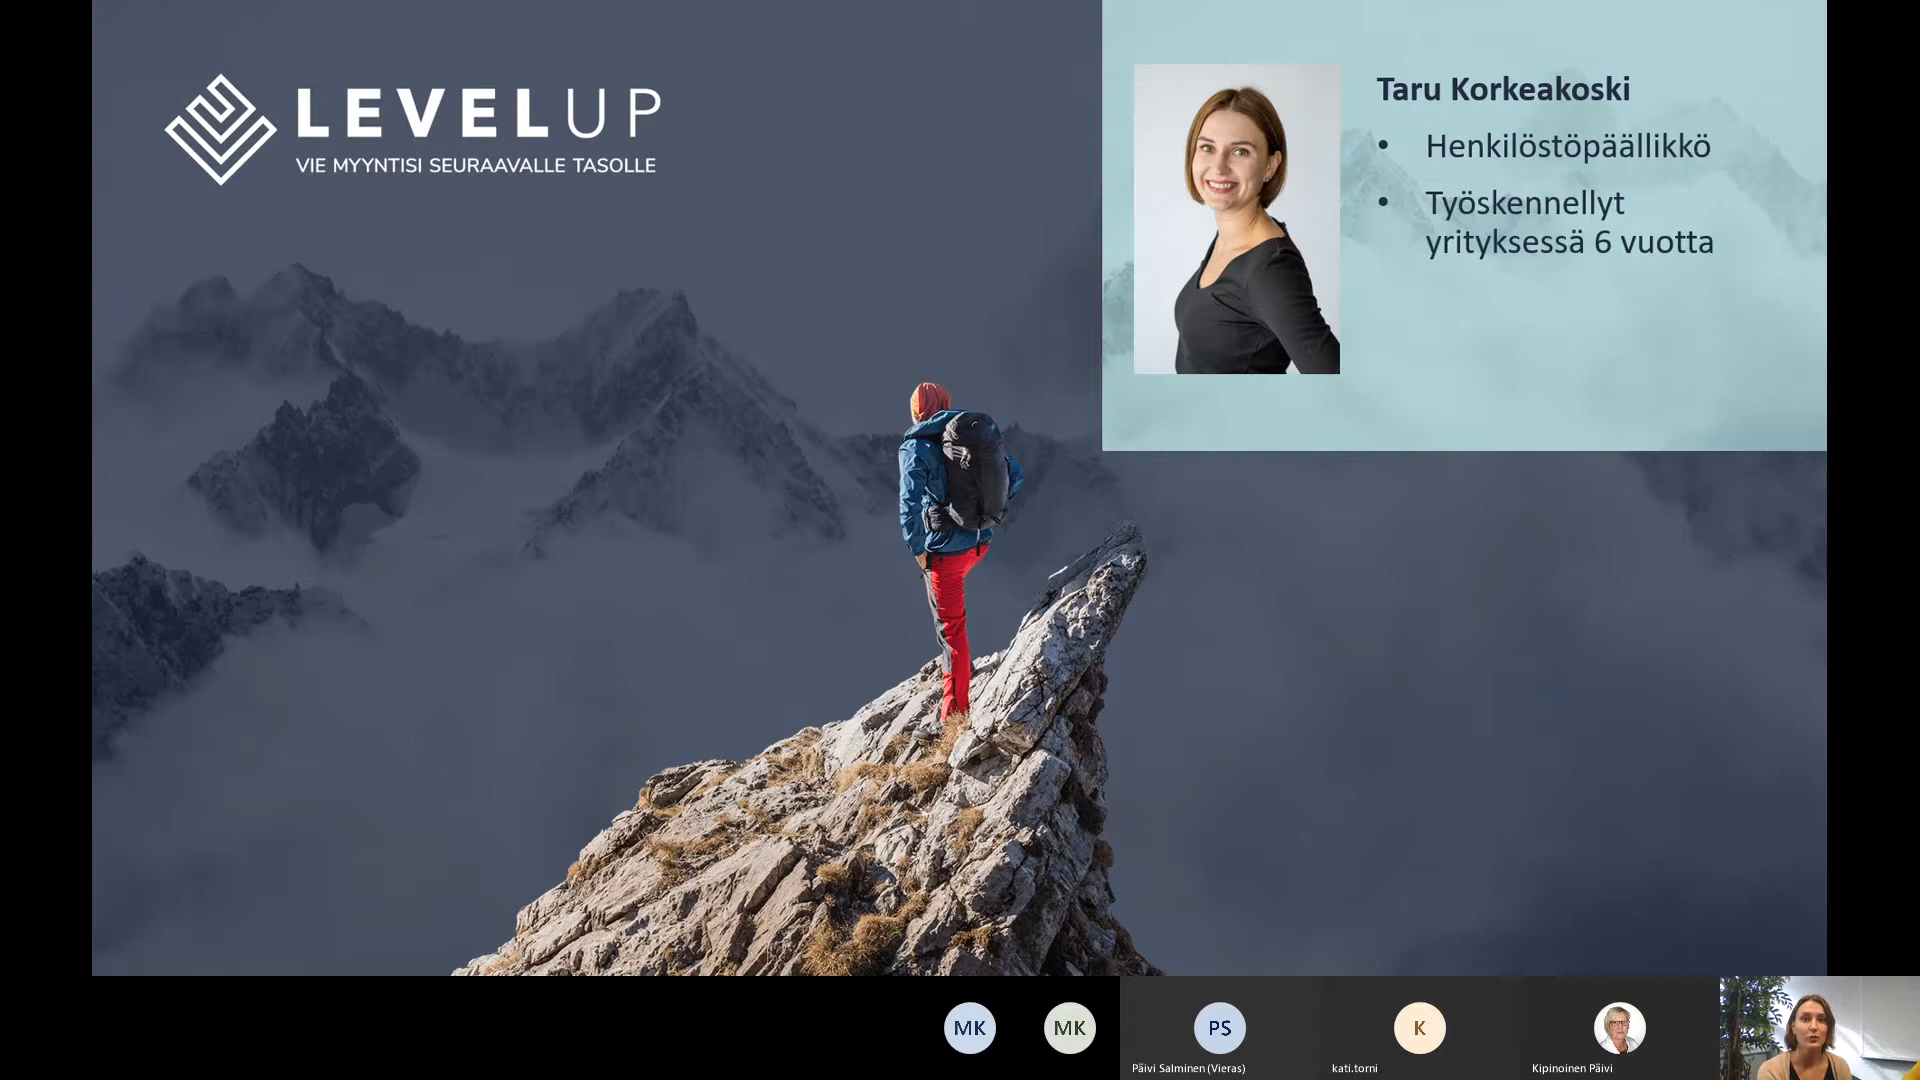 LEVELUP
VIE MYYNTISI SEURAAVALLE TASOLLE
Taru Korkeakoski
• Henkilöstöpäällikkö
• Työskennellyt
yrityksessä 6 vuotta
MK
MK
PS
K
Päivi Salminen (Vieras)
kati.torni
Kipinoinen Päivi